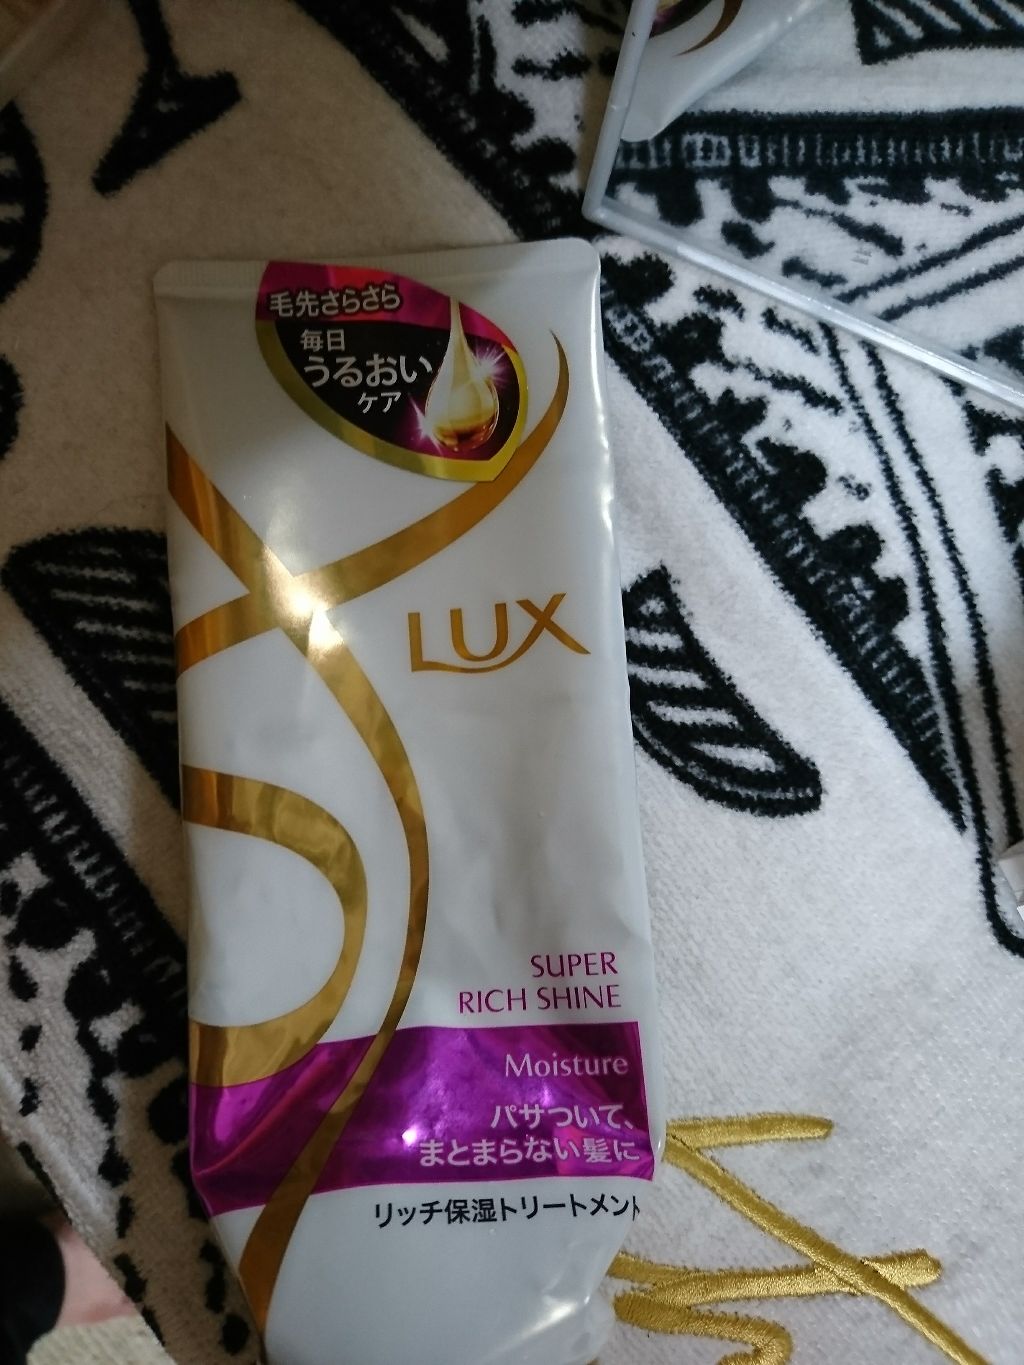 毛先さらさら
毎日
うるおい
ケア
LUX
SUPER
RICH SHINE
Moisture
パサついて、
まとまらない髪に
リッチ保湿トリートメント